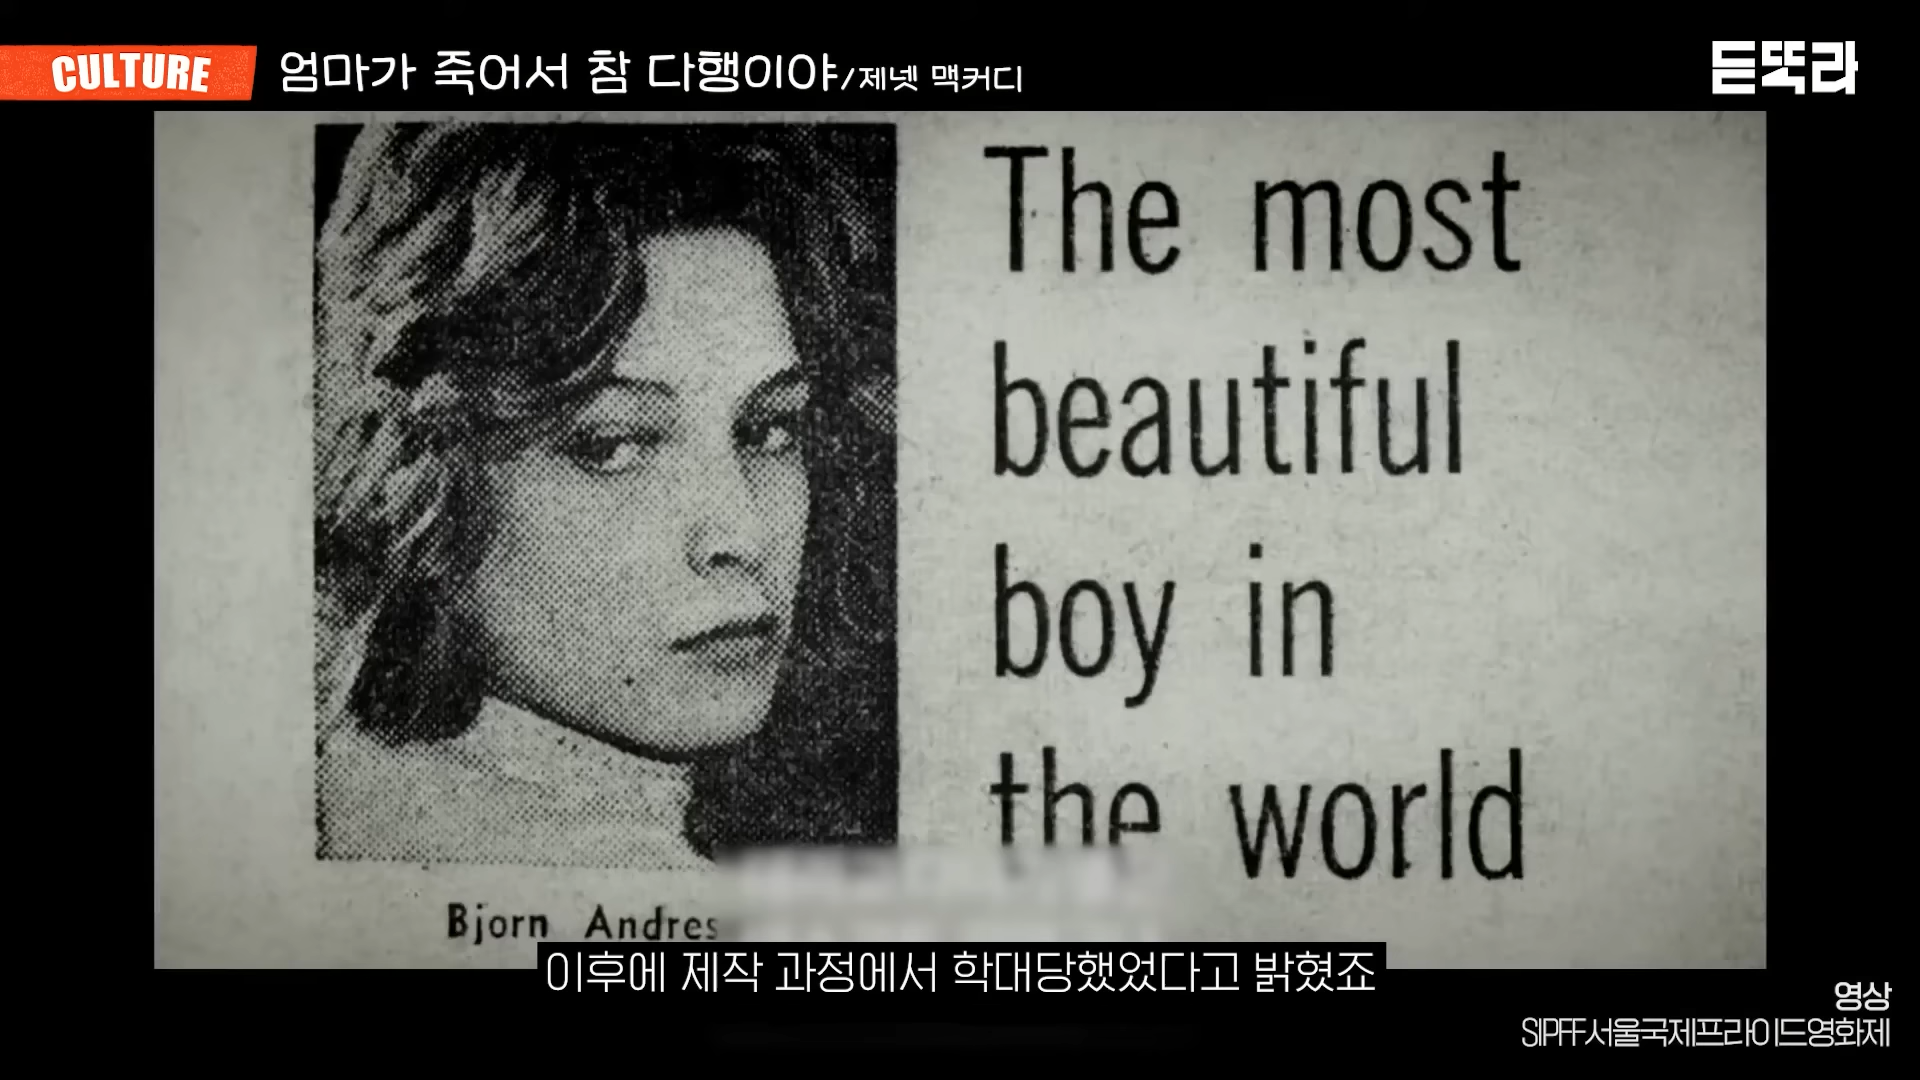 CULTURE 엄마가 죽어서 참 다행이야/제넷 맥커디
듣똑라
The most
beautiful
boy in
the world
Bjorn Andres
이후에 제작 과정에서 학대당했었다고 밝혔죠
영상
SIPFF서울국제프라이드영화제